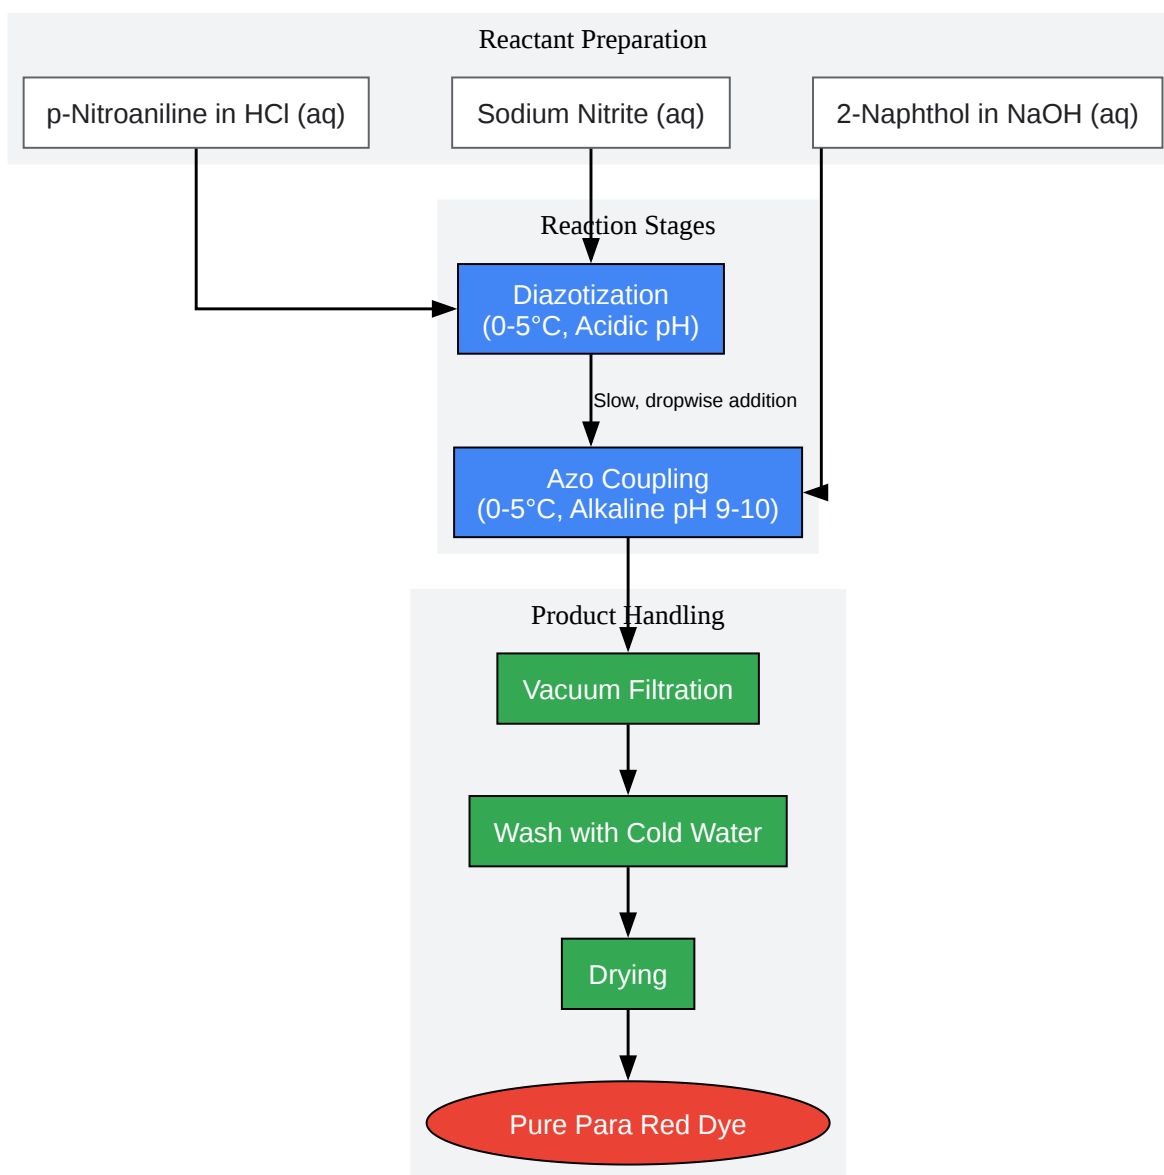 Reactant Preparation
p-Nitroaniline in HCl (aq)
Sodium Nitrite (aq)
2-Naphthol in NaOH (aq)
Reaction Stages
Diazotization
(0-5°C, Acidic pH)
Slow, dropwise addition
Azo Coupling
(0-5°C, Alkaline pH 9-10)
Product Handling
Vacuum Filtration
Wash with Cold Water
Drying
Pure Para Red Dye